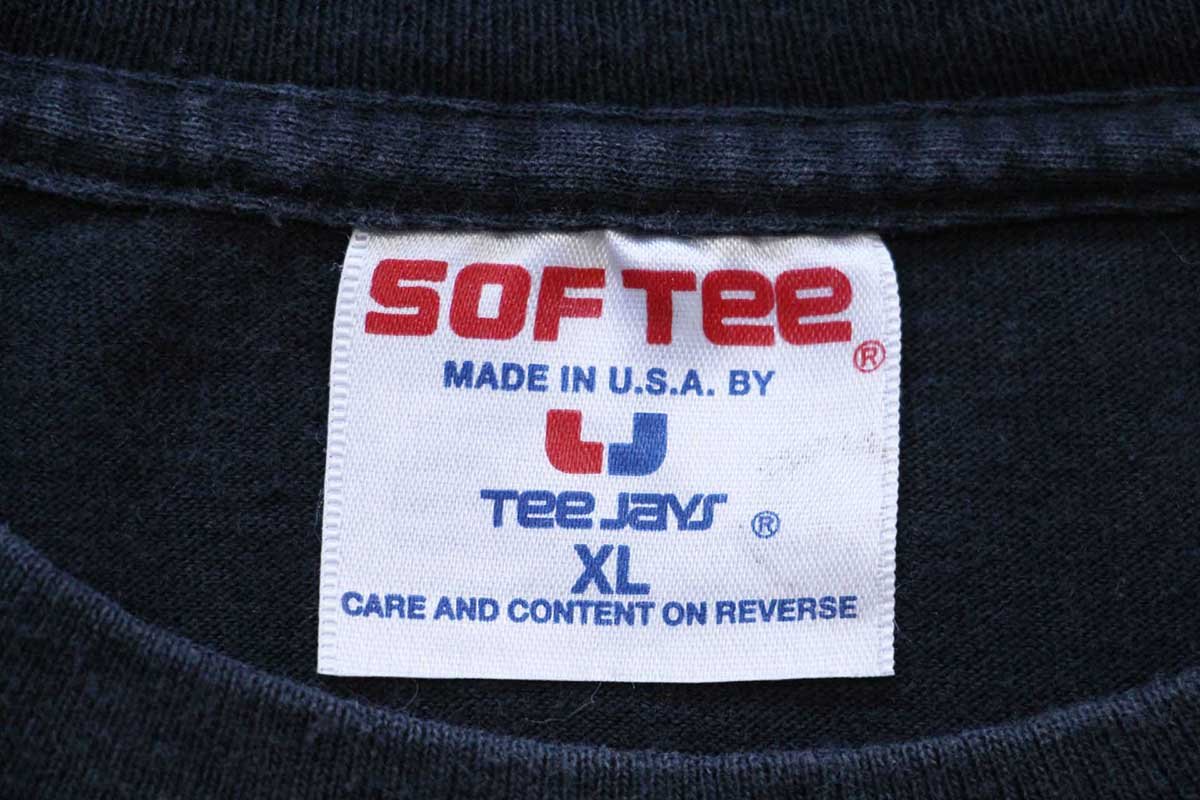 SOFTEE®
MADE IN U.S.A. BY
TEE JAYS ®
XL
CARE AND CONTENT ON REVERSE